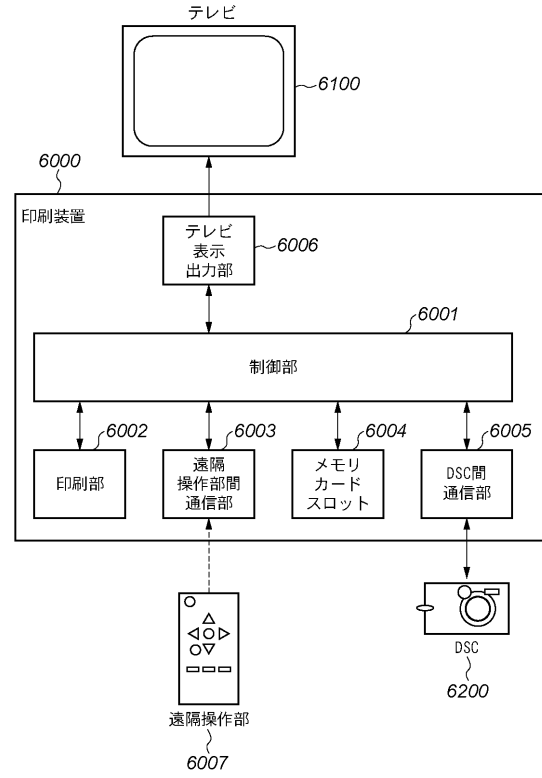 テレビ
6100
6000
印刷装置
テレビ
表示
出力部
6006
6001
制御部
6002
6003
6004
6005
印刷部
遠隔
操作部間
通信部
メモリ
カード
スロット
DSC間
通信部
遠隔操作部
6007
DSC
6200